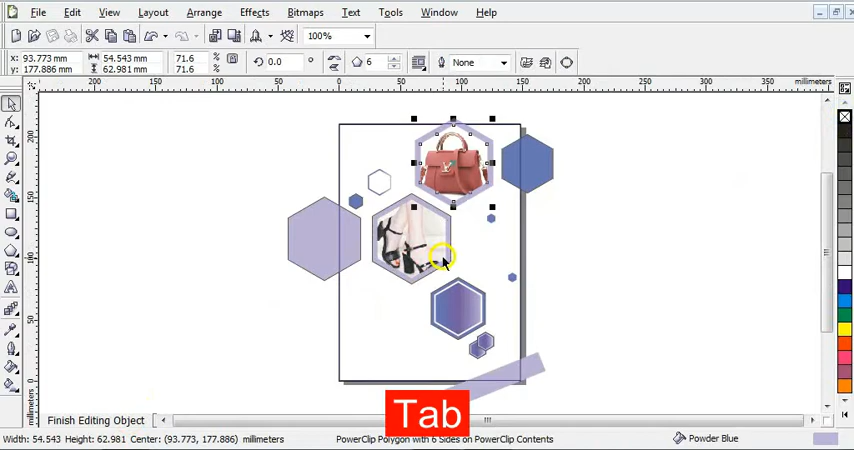 File Edit View Layout Arrange Effects Bitmaps Text Tools Window Help
100%
x: 93.773 mm 54.543 mm 71.6 % 0.0 ° 6 None
y: 177.886 mm 62.981 mm 71.6 %
200 150 100 50 0 50 100 150 200 250 300 350 millimeters
200
150
100
50
0
millimeters
Tab
Finish Editing Object
Width: 54.543 Height: 62.981 Center: (93.773, 177.886) millimeters PowerClip Polygon with 6 Sides on PowerClip Contents Powder Blue